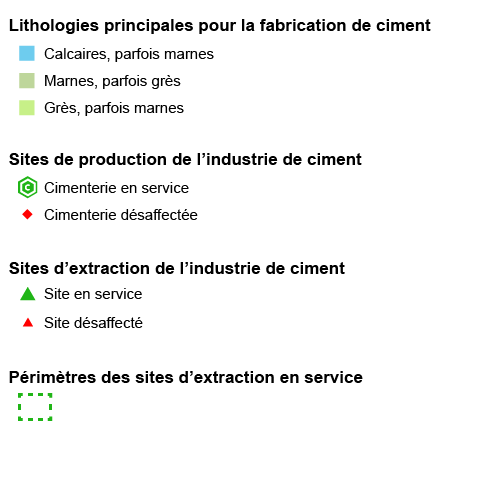 Lithologies principales pour la fabrication de ciment
Calcaires, parfois marnes
Marnes, parfois grès
Grès, parfois marnes
Sites de production de l’industrie de ciment
C Cimenterie en service
Cimenterie désaffectée
Sites d’extraction de l’industrie de ciment
Site en service
Site désaffecté
Périmètres des sites d’extraction en service